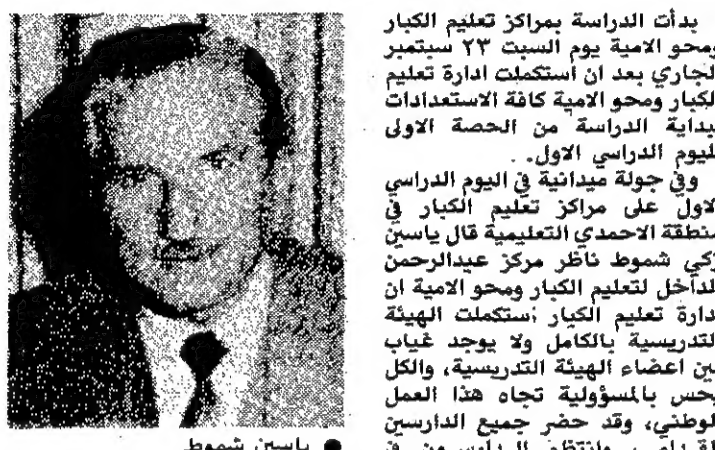 بدأت الدراسة بمراكز تعليم الكبار
ومحو الامية يوم السبت ٢٣ سبتمبر
الجاري بعد ان أستكملت ادارة تعليم
الكبار ومحو الامية كافة الاستعدادات
لبداية الدراسة من الحصة الاولى
لليوم الدراسي الاول.
وفي جولة ميدانية في اليوم الدراسي
الاول على مراكز تعليم الكبار في
منطقة الاحمدي التعليمية قال ياسين
زكي شموط ناظر مركز عبدالرحمن
الداخل لتعليم الكبار ومحو الامية ان
ادارة تعليم الكبار أستكملت الهيئة
التدريسية بالكامل ولا يوجد غياب
بين اعضاء الهيئة التدريسية، والكل
يحس بالمسؤولية تجاه هذا العمل
الوطني، وقد حضر جميع الدارسين
● ياسين شموط